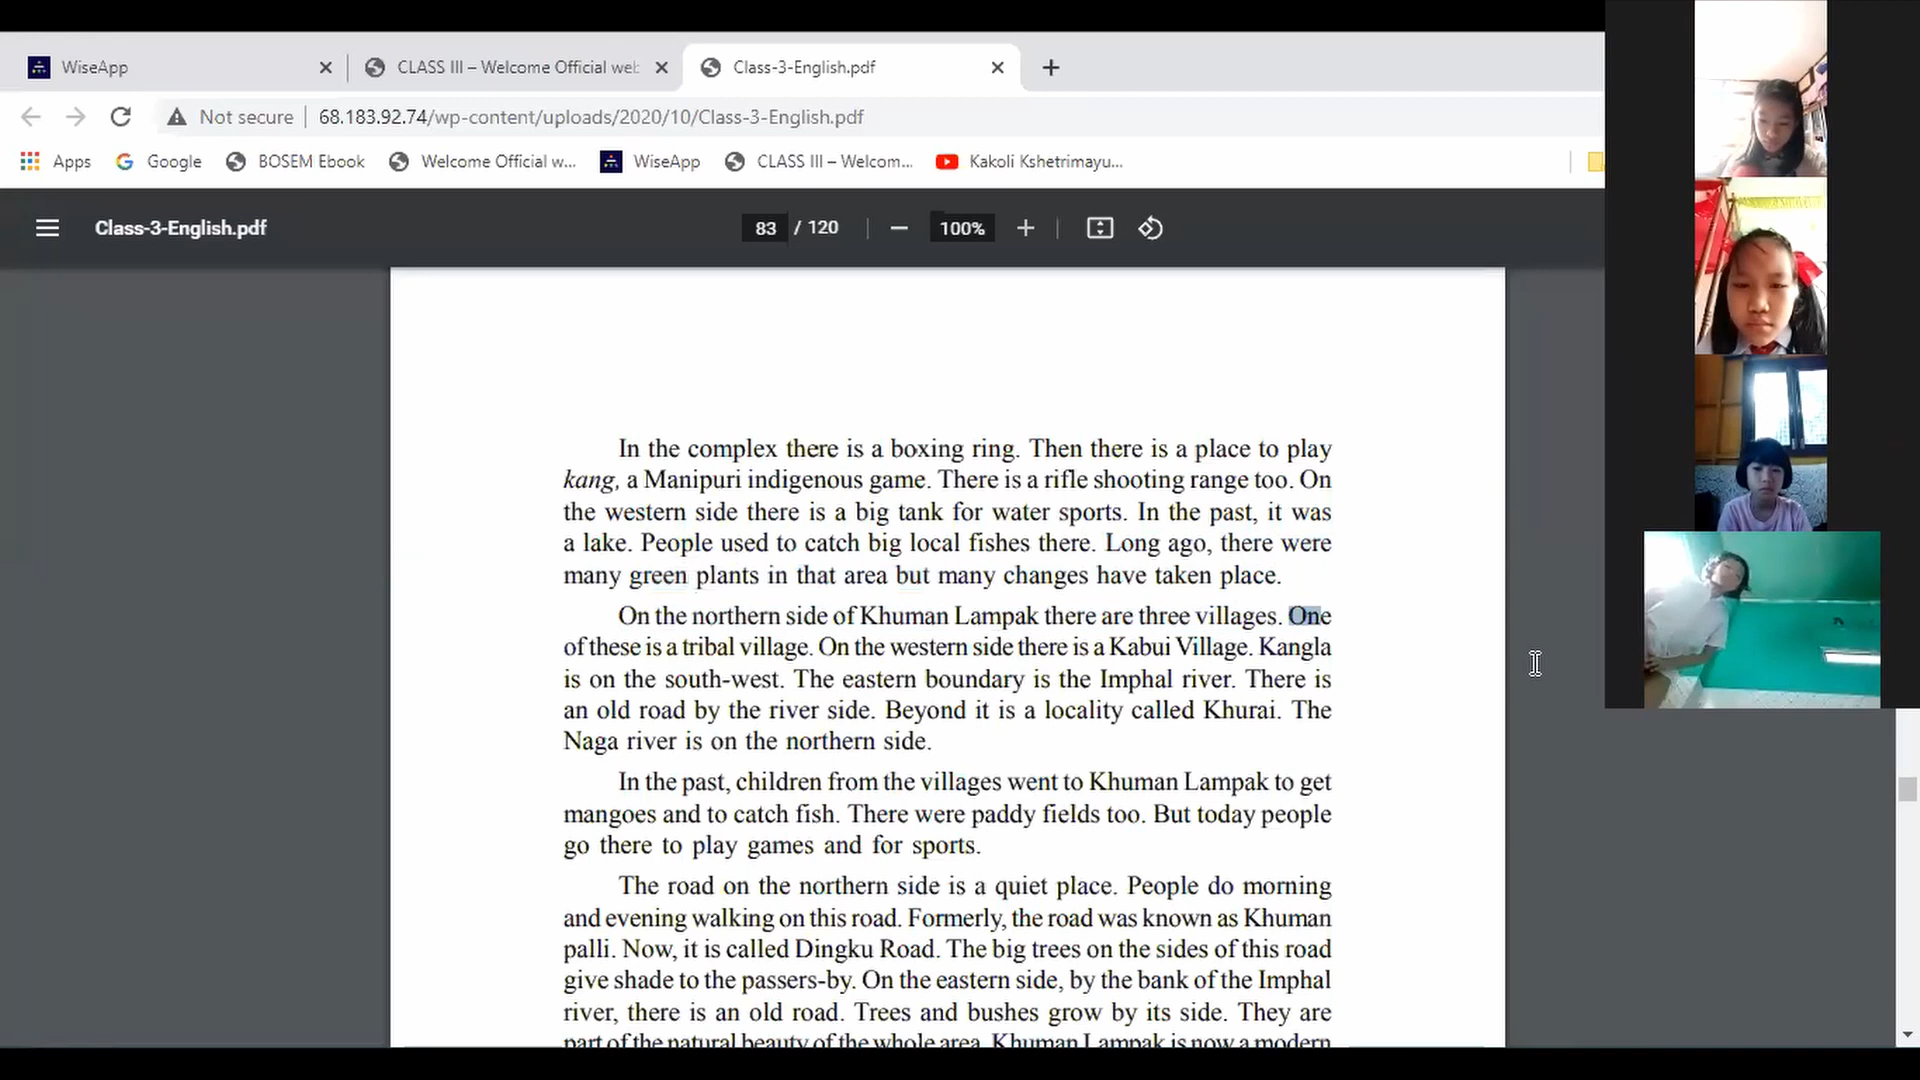 WiseApp
CLASS III – Welcome Official wel
Class-3-English.pdf
Not secure
68.183.92.74/wp-content/uploads/2020/10/Class-3-English.pdf
Apps
Google
BOSEM Ebook
Welcome Official w...
WiseApp
CLASS III – Welcom...
Kakoli Kshetrimayu...
Class-3-English.pdf
83 / 120
100%
In the complex there is a boxing ring. Then there is a place to play
kang, a Manipuri indigenous game. There is a rifle shooting range too. On
the western side there is a big tank for water sports. In the past, it was
a lake. People used to catch big local fishes there. Long ago, there were
many green plants in that area but many changes have taken place.
On the northern side of Khuman Lampak there are three villages. One
of these is a tribal village. On the western side there is a Kabui Village. Kangla
is on the south-west. The eastern boundary is the Imphal river. There is
an old road by the river side. Beyond it is a locality called Khurai. The
Naga river is on the northern side.
In the past, children from the villages went to Khuman Lampak to get
mangoes and to catch fish. There were paddy fields too. But today people
go there to play games and for sports.
The road on the northern side is a quiet place. People do morning
and evening walking on this road. Formerly, the road was known as Khuman
palli. Now, it is called Dingku Road. The big trees on the sides of this road
give shade to the passers-by. On the eastern side, by the bank of the Imphal
river, there is an old road. Trees and bushes grow by its side. They are
part of the natural beauty of the whole area. Khuman Lampak is now a modern